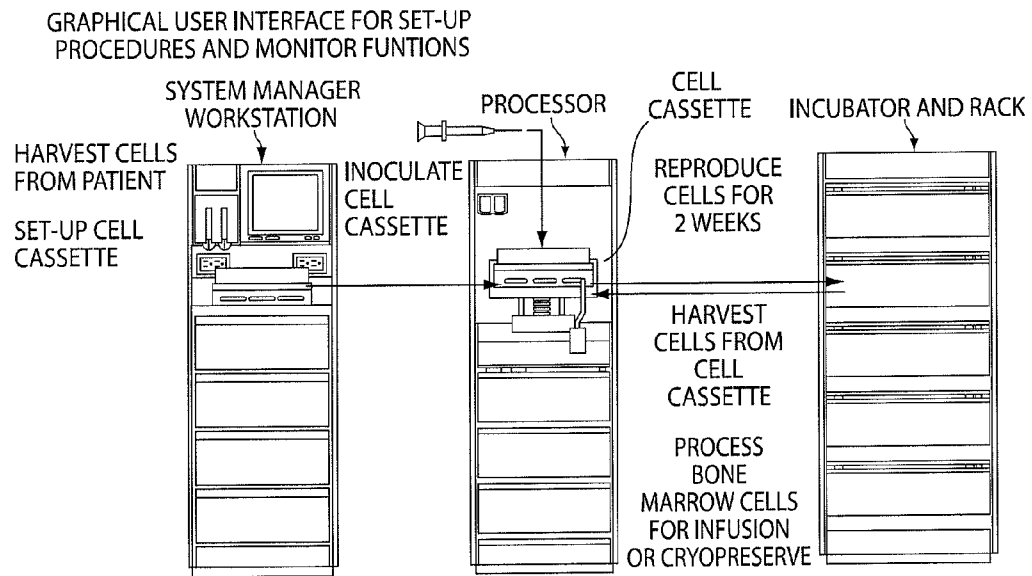 GRAPHICAL USER INTERFACE FOR SET-UP
PROCEDURES AND MONITOR FUNTIONS
SYSTEM MANAGER
WORKSTATION
HARVEST CELLS
FROM PATIENT
SET-UP CELL
CASSETTE
INOCULATE
CELL
CASSETTE
PROCESSOR
CELL
CASSETTE
REPRODUCE
CELLS FOR
2 WEEKS
HARVEST
CELLS FROM
CELL
CASSETTE
PROCESS
BONE
MARROW CELLS
FOR INFUSION
OR CRYOPRESERVE
INCUBATOR AND RACK